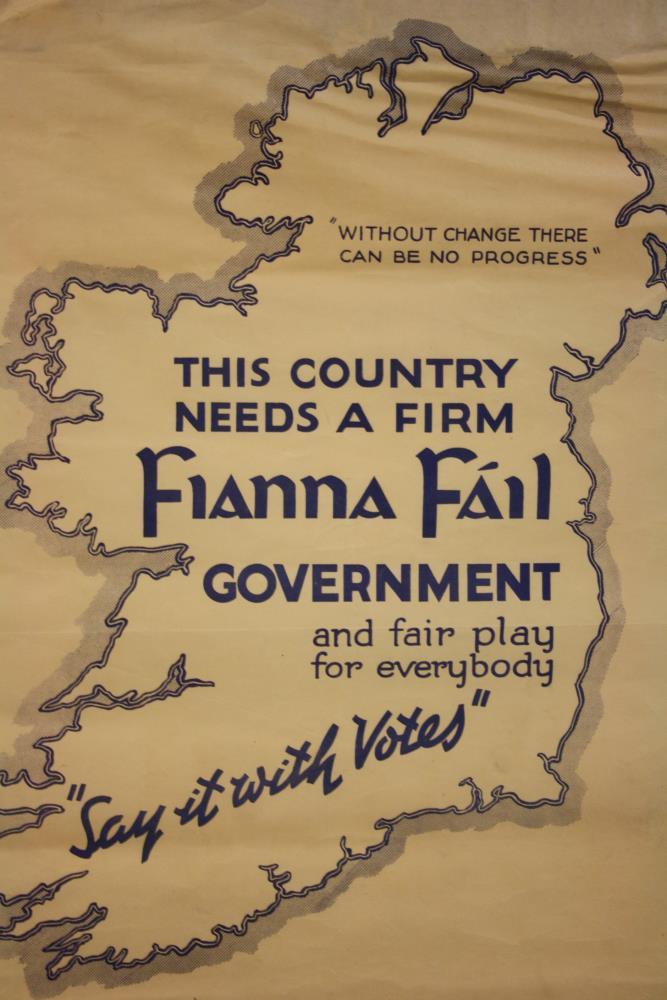 "WITHOUT CHANGE THERE
CAN BE NO PROGRESS"
THIS COUNTRY
NEEDS A FIRM
Fianna Fáil
GOVERNMENT
and fair play
for everybody
"Say it with Votes"